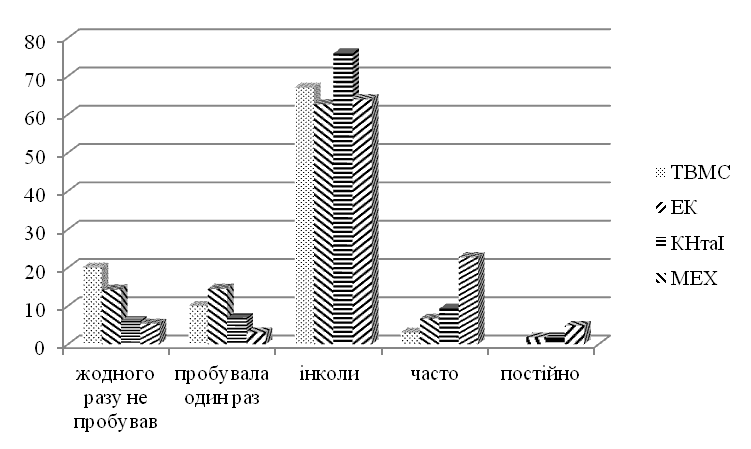 80
70
60
50
40
30
20
10
0
жодного
разу не
пробував
пробувала
один раз
інколи
часто
постійно
ТВМС
ЕК
КНтаІ
МЕХ